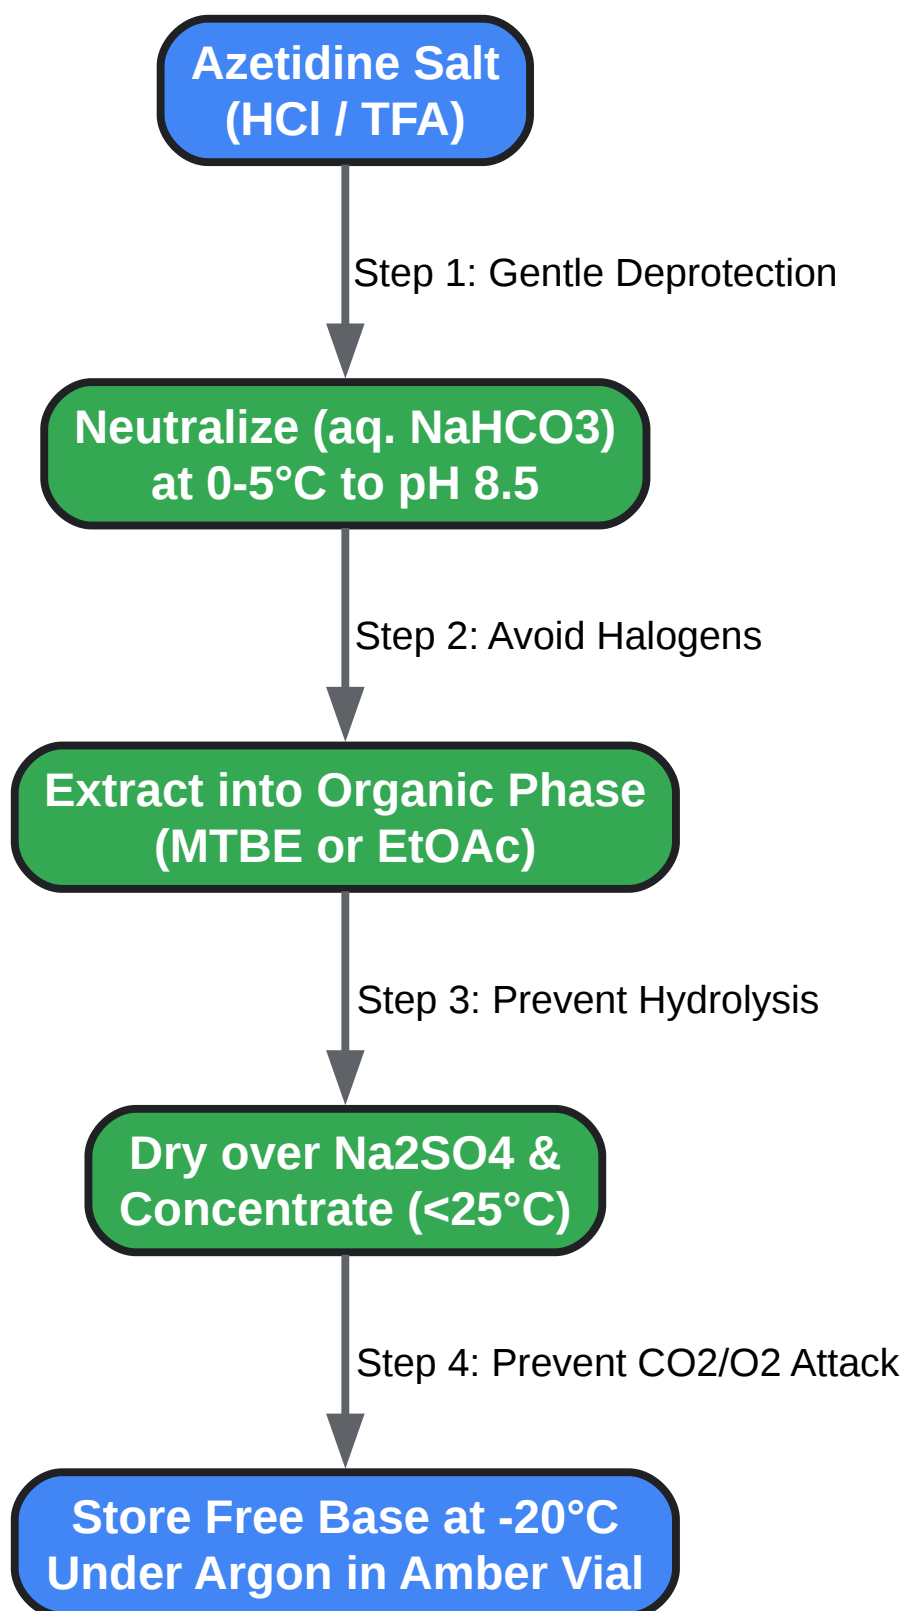 Azetidine Salt
(HCl / TFA)
Step 1: Gentle Deprotection
Neutralize (aq. NaHCO3)
at 0-5°C to pH 8.5
Step 2: Avoid Halogens
Extract into Organic Phase
(MTBE or EtOAc)
Step 3: Prevent Hydrolysis
Dry over Na2SO4 &
Concentrate (<25°C)
Step 4: Prevent CO2/O2 Attack
Store Free Base at -20°C
Under Argon in Amber Vial